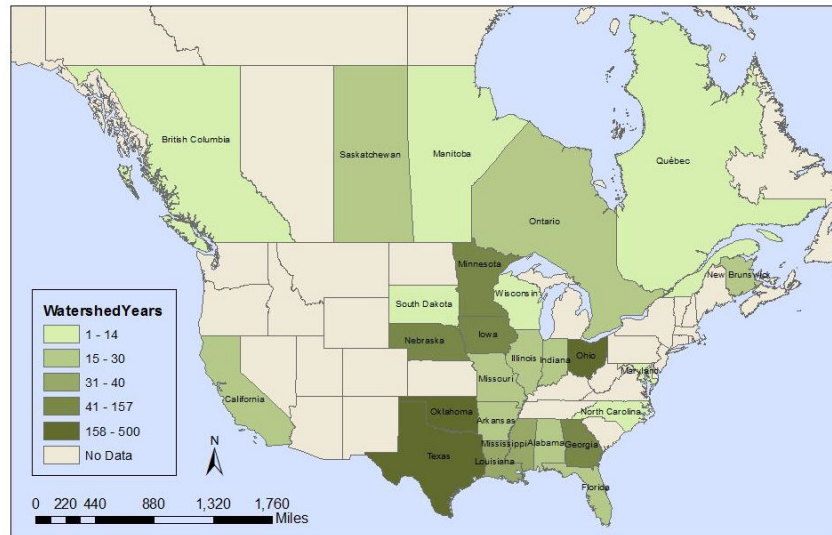 British Columbia
Saskatchewan
Manitoba
Québec
Ontario
New Brunswick
Minnesota
Wisconsin
South Dakota
Iowa
Nebraska
Illinois
Indiana
Ohio
Maryland
Missouri
California
Oklahoma
Arkansas
North Carolina
Texas
Mississippi
Alabama
Georgia
Louisiana
Florida
WatershedYears
1 - 14
15 - 30
31 - 40
41 - 157
158 - 500
No Data
N
0 220 440 880 1,320 1,760
Miles